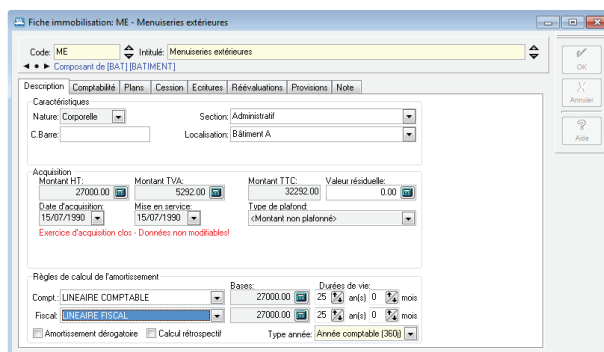 Fiche immobilisation: ME - Menuiseries extérieures
Code: ME Intitulé: Menuiseries extérieures
Composant de [BAT] [BATIMENT]
OK
Annuler
Aide
Description Comptabilité Plans Cession Ecritures Réévaluations Provisions Note
Caractéristiques
Nature: Corporelle Section: Administratif
C.Barre: Localisation: Bâtiment A
Acquisition
Montant HT: Montant TVA: Montant TTC: Valeur résiduelle:
27000.00 5292.00 32292.00 0.00
Date d'acquisition: Mise en service: Type de plafond:
15/07/1990 15/07/1990 <Montant non plafonné>
Exercice d'acquisition clos - Données non modifiables!
Règles de calcul de l'amortissement
Bases: Durées de vie:
Compt.: LINEAIRE COMPTABLE 27000.00 25 an(s) 0 mois
Fiscal: LINEAIRE FISCAL 27000.00 25 an(s) 0 mois
Amortissement dérogatoire Calcul rétrospectif Type année: Année comptable (360j)